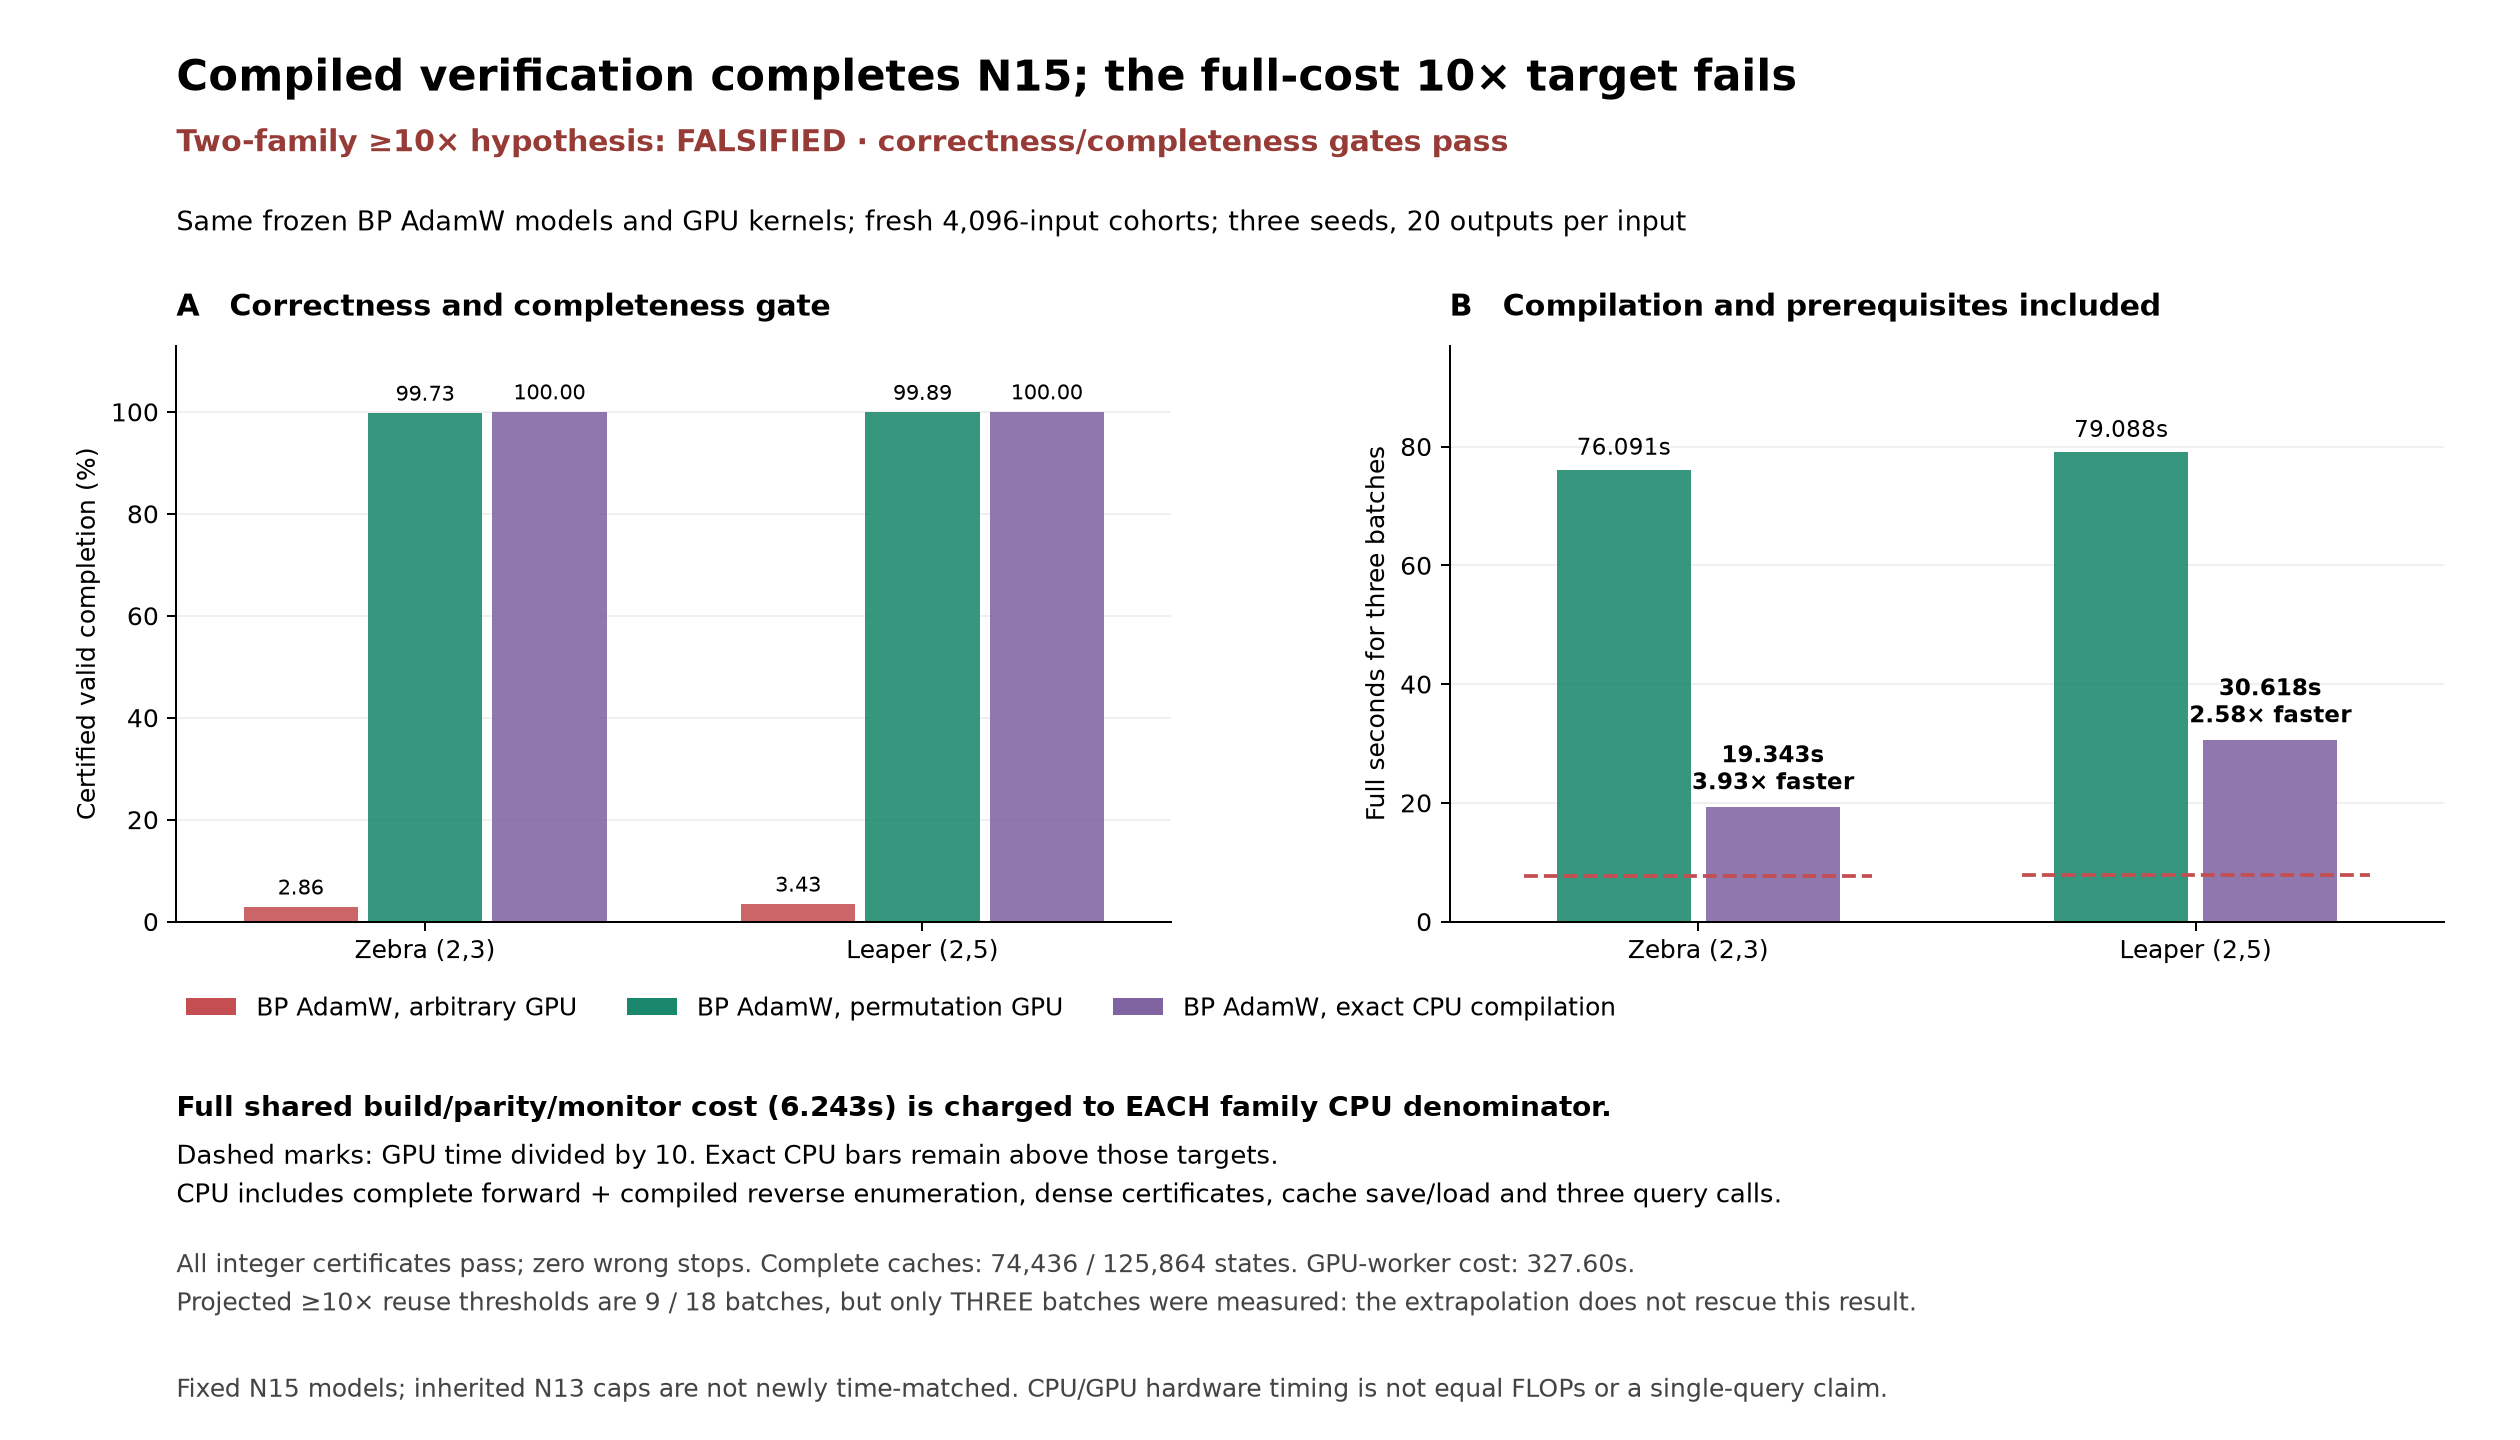 Compiled verification completes N15; the full-cost 10× target fails
Two-family ≥10× hypothesis: FALSIFIED · correctness/completeness gates pass
Same frozen BP AdamW models and GPU kernels; fresh 4,096-input cohorts; three seeds, 20 outputs per input
A Correctness and completeness gate
Certified valid completion (%)
100
80
60
40
20
0
2.86
99.73
100.00
3.43
99.89
100.00
Zebra (2,3)
Leaper (2,5)
B Compilation and prerequisites included
Full seconds for three batches
80
60
40
20
0
76.091s
19.343s
3.93× faster
79.088s
30.618s
2.58× faster
Zebra (2,3)
Leaper (2,5)
BP AdamW, arbitrary GPU
BP AdamW, permutation GPU
BP AdamW, exact CPU compilation
Full shared build/parity/monitor cost (6.243s) is charged to EACH family CPU denominator.
Dashed marks: GPU time divided by 10. Exact CPU bars remain above those targets.
CPU includes complete forward + compiled reverse enumeration, dense certificates, cache save/load and three query calls.
All integer certificates pass; zero wrong stops. Complete caches: 74,436 / 125,864 states. GPU-worker cost: 327.60s.
Projected ≥10× reuse thresholds are 9 / 18 batches, but only THREE batches were measured: the extrapolation does not rescue this result.
Fixed N15 models; inherited N13 caps are not newly time-matched. CPU/GPU hardware timing is not equal FLOPs or a single-query claim.